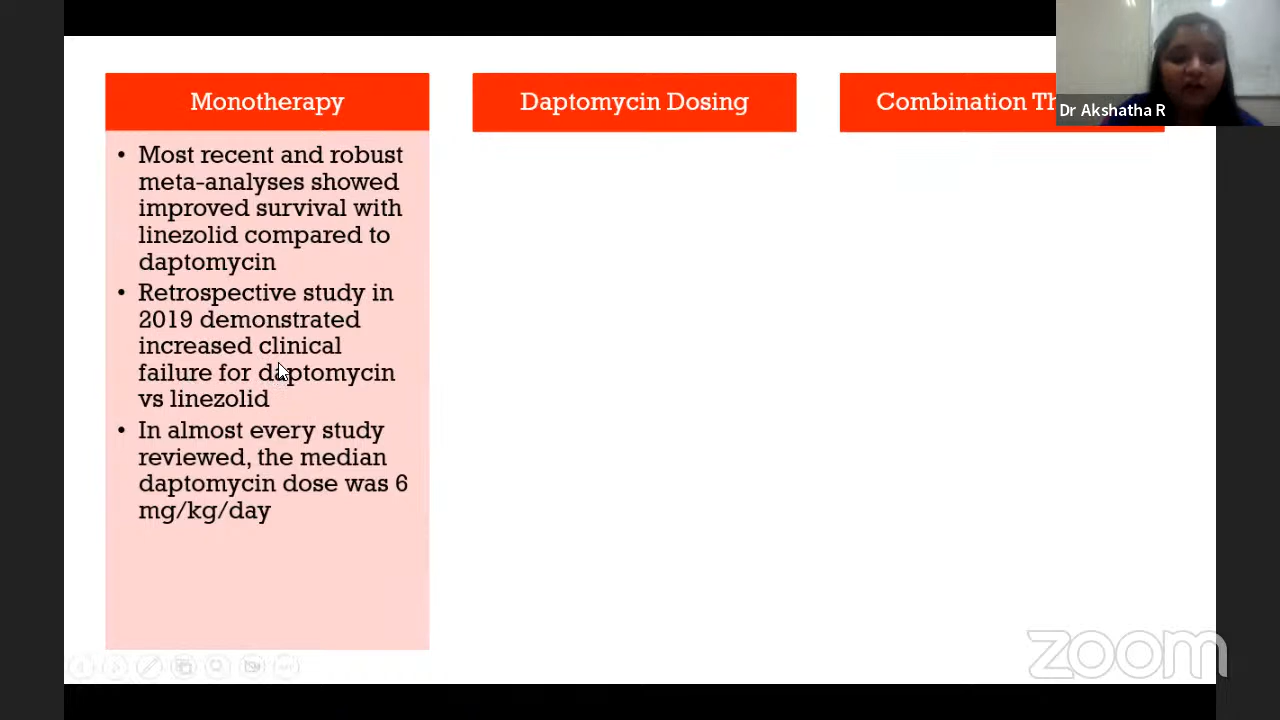 Monotherapy
• Most recent and robust
meta-analyses showed
improved survival with
linezolid compared to
daptomycin
• Retrospective study in
2019 demonstrated
increased clinical
failure for daptomycin
vs linezolid
• In almost every study
reviewed, the median
daptomycin dose was 6
mg/kg/day
Daptomycin Dosing
Combination
Dr Akshatha R
zoom